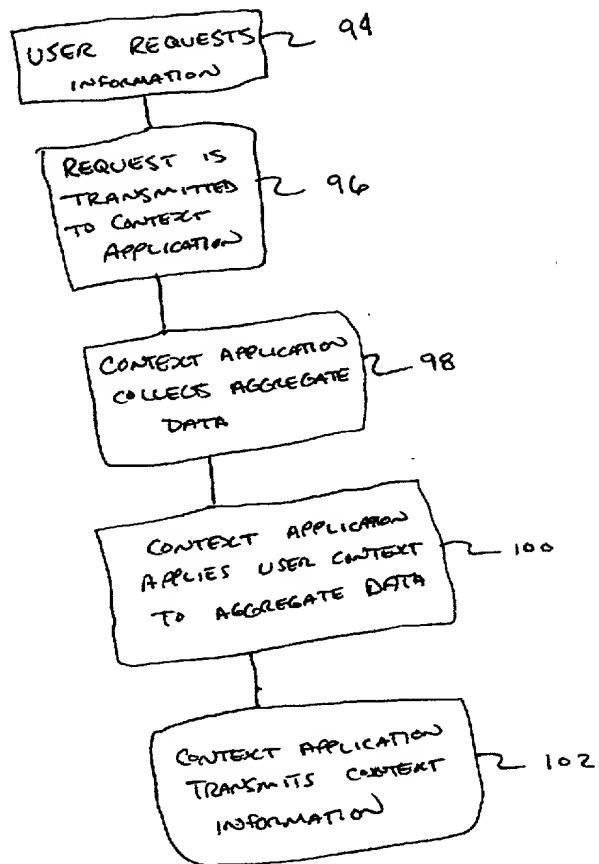 USER REQUESTS
INFORMATION
94
REQUEST IS
TRANSMITTED
TO CONTEXT
APPLICATION
96
CONTEXT APPLICATION
COLLECTS AGGREGATE
DATA
98
CONTEXT APPLICATION
APPLIES USER CONTEXT
TO AGGREGATE DATA
100
CONTEXT APPLICATION
TRANSMITS CONTEXT
INFORMATION
102